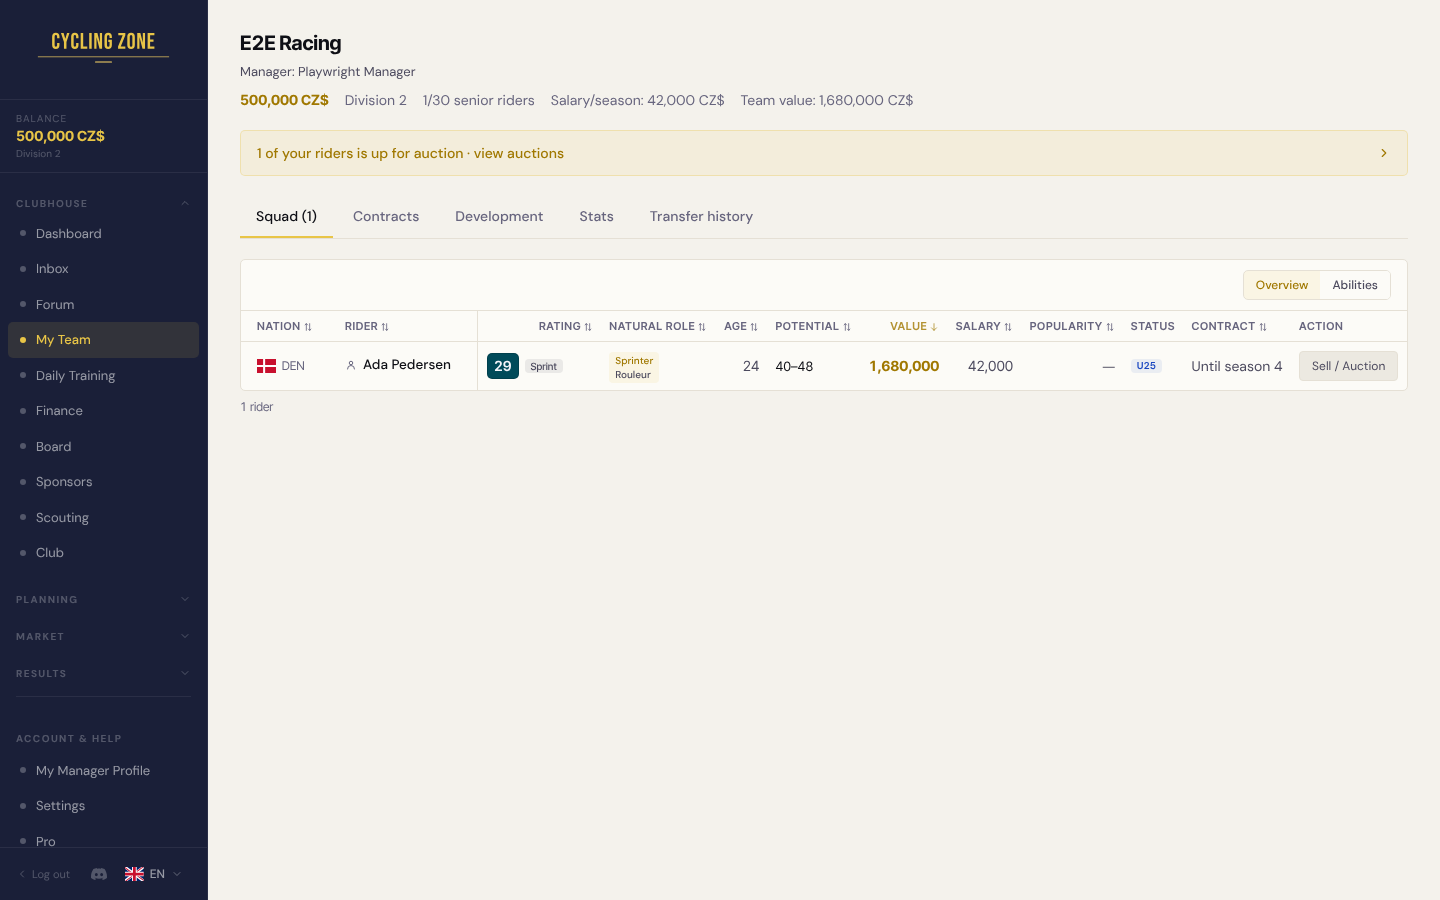 CYCLING ZONE
BALANCE
500,000 CZ$
Division 2
CLUBHOUSE
Dashboard
Inbox
Forum
My Team
Daily Training
Finance
Board
Sponsors
Scouting
Club
PLANNING
MARKET
RESULTS
ACCOUNT & HELP
My Manager Profile
Settings
Pro
Log out
EN
E2E Racing
Manager: Playwright Manager
500,000 CZ$ Division 2 1/30 senior riders Salary/season: 42,000 CZ$ Team value: 1,680,000 CZ$
1 of your riders is up for auction · view auctions
Squad (1) Contracts Development Stats Transfer history
Overview Abilities
NATION RIDER RATING NATURAL ROLE AGE POTENTIAL VALUE SALARY POPULARITY STATUS CONTRACT ACTION
DEN Ada Pedersen 29 Sprint Sprinter 24 40–48 1,680,000 42,000 — U25 Until season 4 Sell / Auction
Rouleur
1 rider